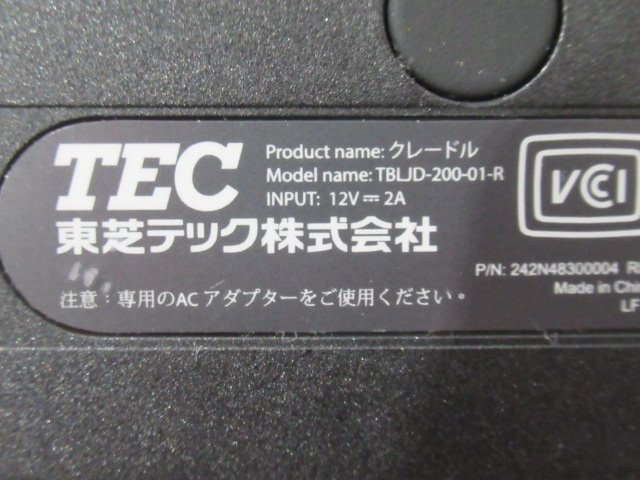 TEC
Product name: クレードル
Model name: TBLJD-200-01-R
INPUT: 12V⎓2A
東芝テック株式会社
VCCI
P/N: 242N48300004
Made in
LF
注意：専用のAC アダプターをご使用ください。